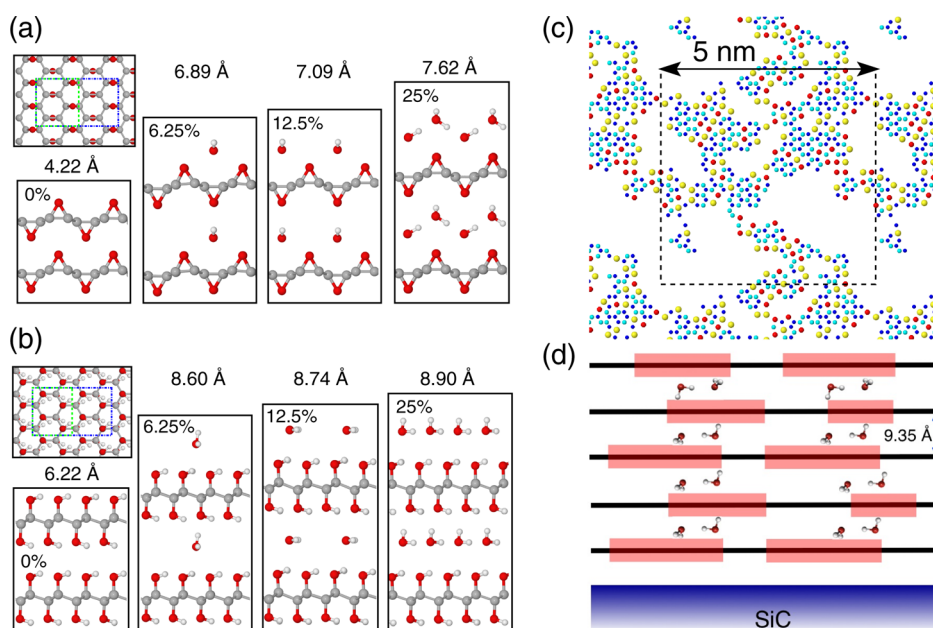 (a)
4.22 Å
0%
6.89 Å
6.25%
7.09 Å
12.5%
7.62 Å
25%
(b)
6.22 Å
0%
8.60 Å
6.25%
8.74 Å
12.5%
8.90 Å
25%
(c)
5 nm
(d)
9.35 Å
SiC